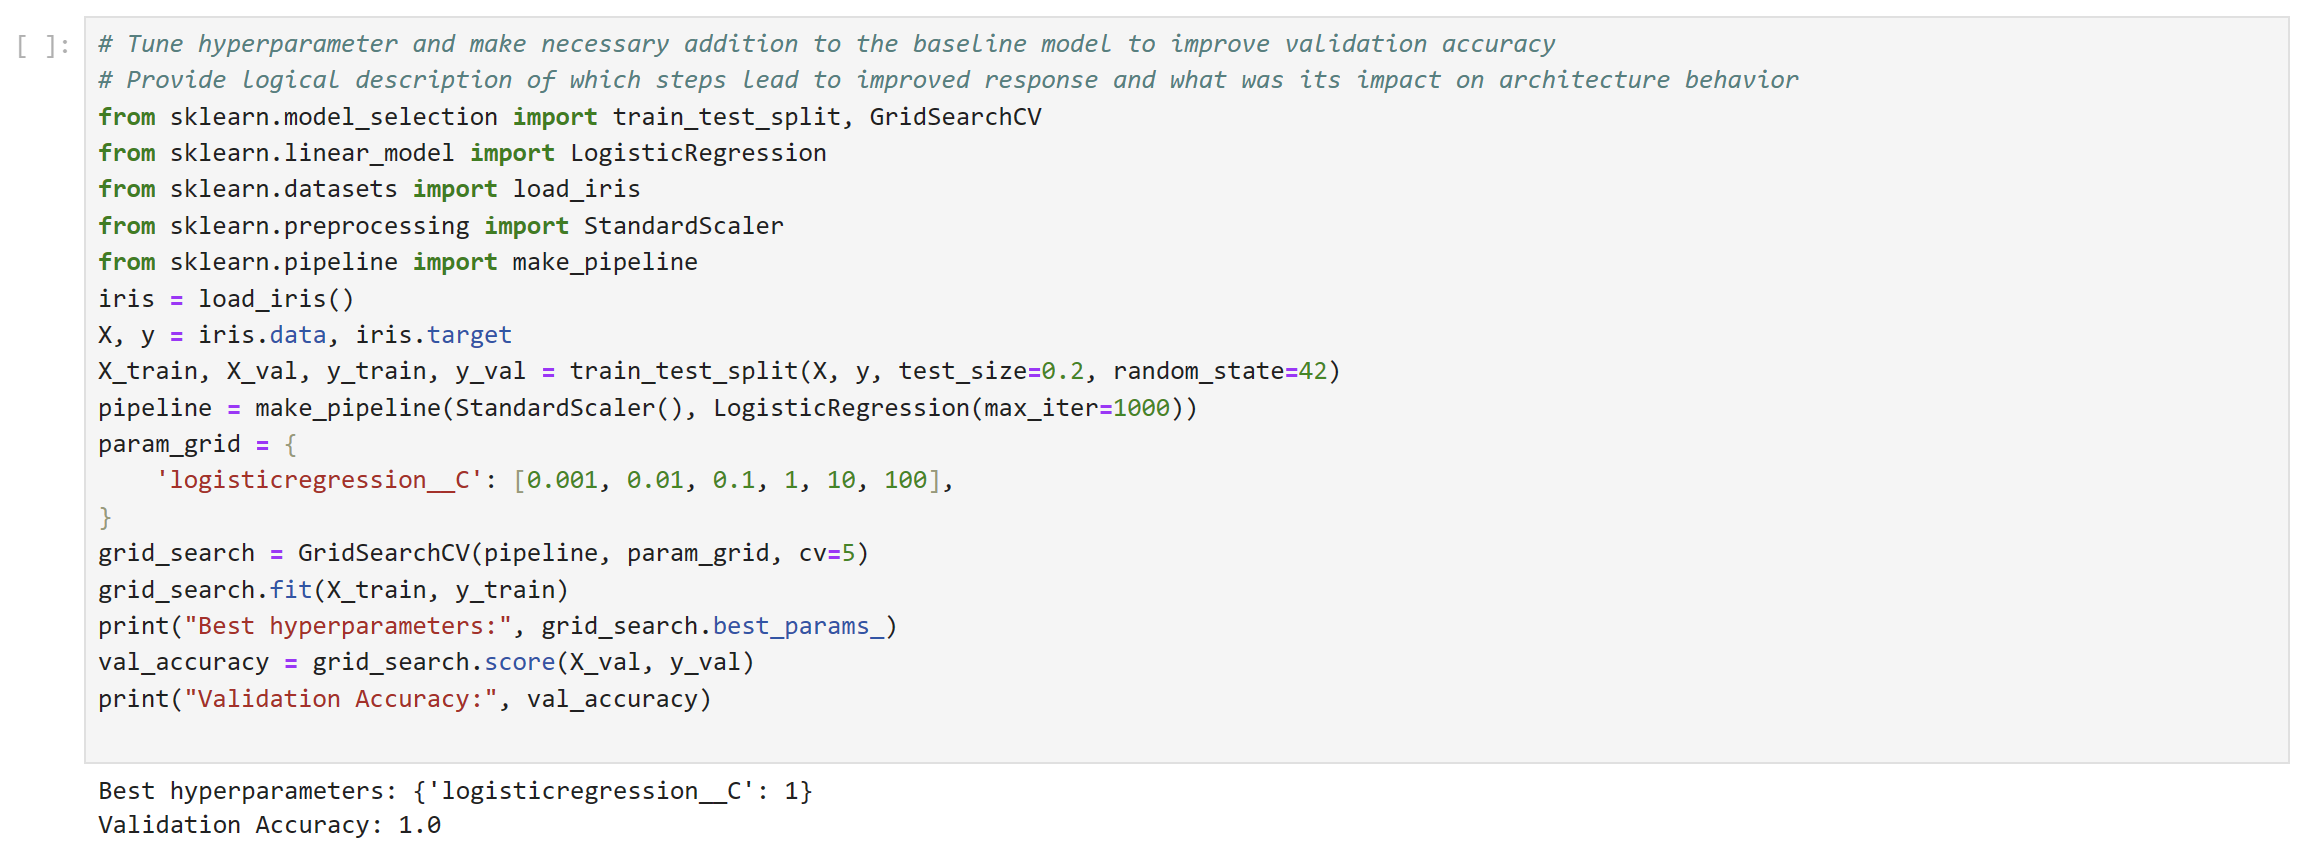 [ ]:
# Tune hyperparameter and make necessary addition to the baseline model to improve validation accuracy
# Provide logical description of which steps lead to improved response and what was its impact on architecture behavior
from sklearn.model_selection import train_test_split, GridSearchCV
from sklearn.linear_model import LogisticRegression
from sklearn.datasets import load_iris
from sklearn.preprocessing import StandardScaler
from sklearn.pipeline import make_pipeline
iris = load_iris()
X, y = iris.data, iris.target
X_train, X_val, y_train, y_val = train_test_split(X, y, test_size=0.2, random_state=42)
pipeline = make_pipeline(StandardScaler(), LogisticRegression(max_iter=1000))
param_grid = {
    'logisticregression__C': [0.001, 0.01, 0.1, 1, 10, 100],
}
grid_search = GridSearchCV(pipeline, param_grid, cv=5)
grid_search.fit(X_train, y_train)
print("Best hyperparameters:", grid_search.best_params_)
val_accuracy = grid_search.score(X_val, y_val)
print("Validation Accuracy:", val_accuracy)
Best hyperparameters: {'logisticregression__C': 1}
Validation Accuracy: 1.0